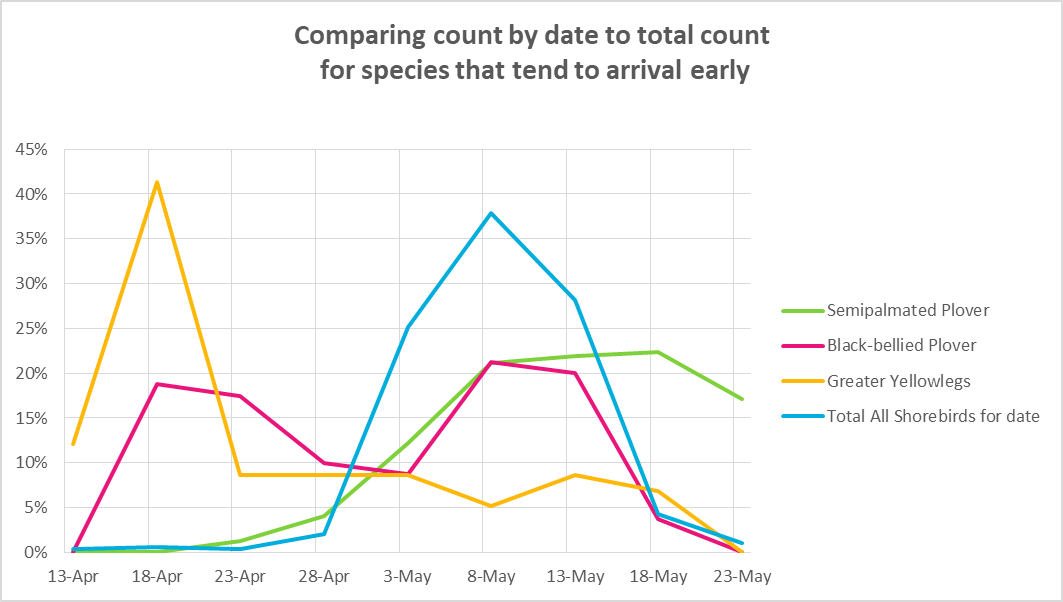 Comparing count by date to total count
for species that tend to arrival early
45%
40%
35%
30%
25%
20%
15%
10%
5%
0%
13-Apr 18-Apr 23-Apr 28-Apr 3-May 8-May 13-May 18-May 23-May
Semipalmated Plover
Black-bellied Plover
Greater Yellowlegs
Total All Shorebirds for date